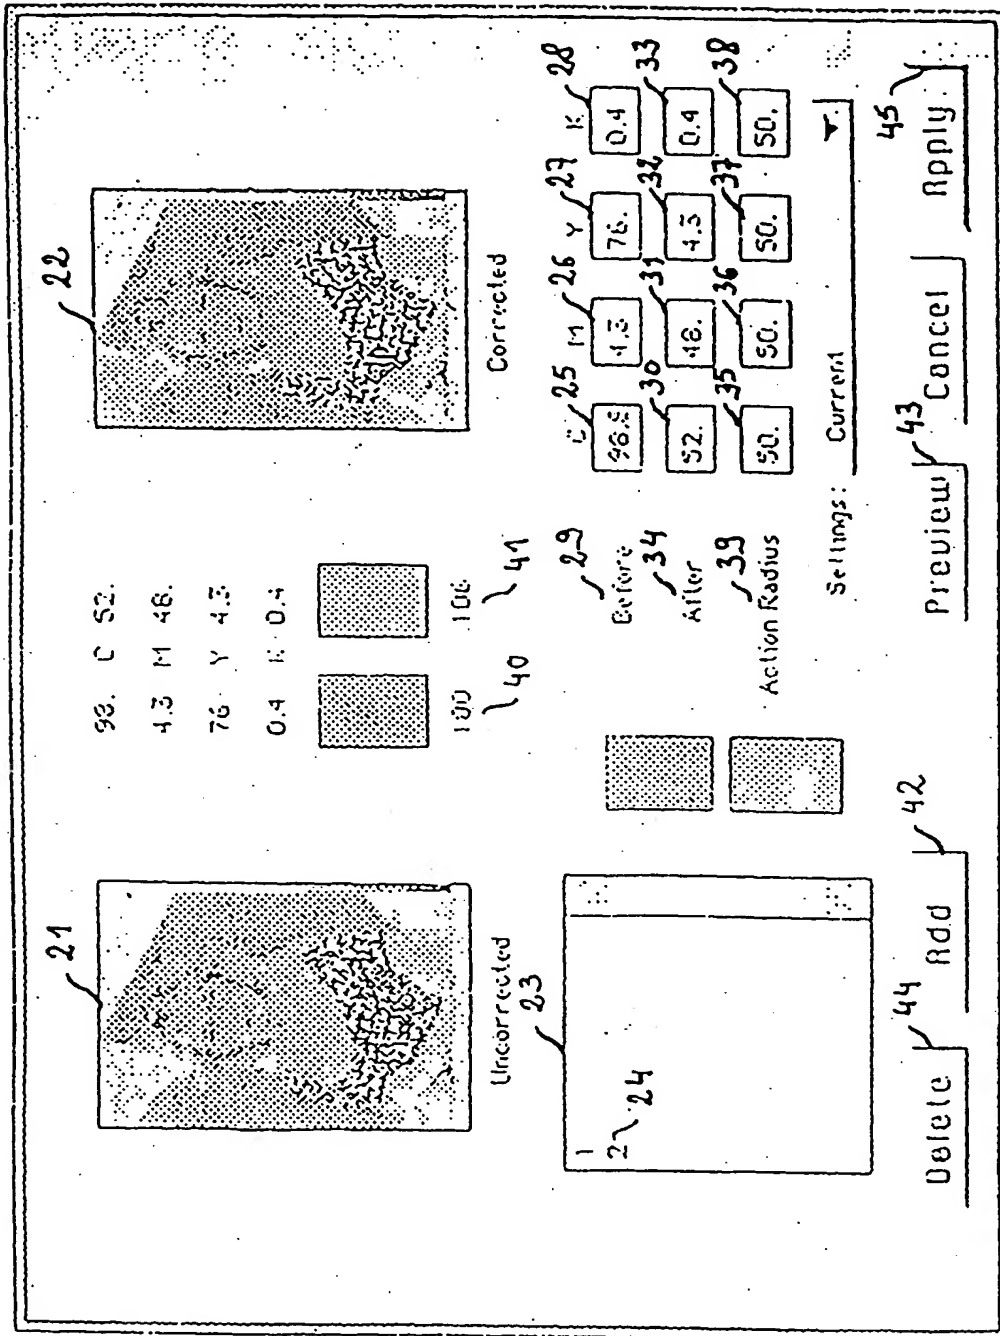 21
22
98. C 52.
4.3 M 48.
76 Y 4.3
0.4 K 0.4
100 106
40 41
Uncorrected
Corrected
23
1
2 24
C 25 M 26 Y 27 K 28
29 Before 98.8 4.3 76. 0.4
30 31 32 33
34 After 52. 48. 4.3 0.4
35 36 37 38
39 Action Radius 50. 50. 50. 50.
Settings: Current
44 42 43 45
Delete Add Preview Cancel Apply